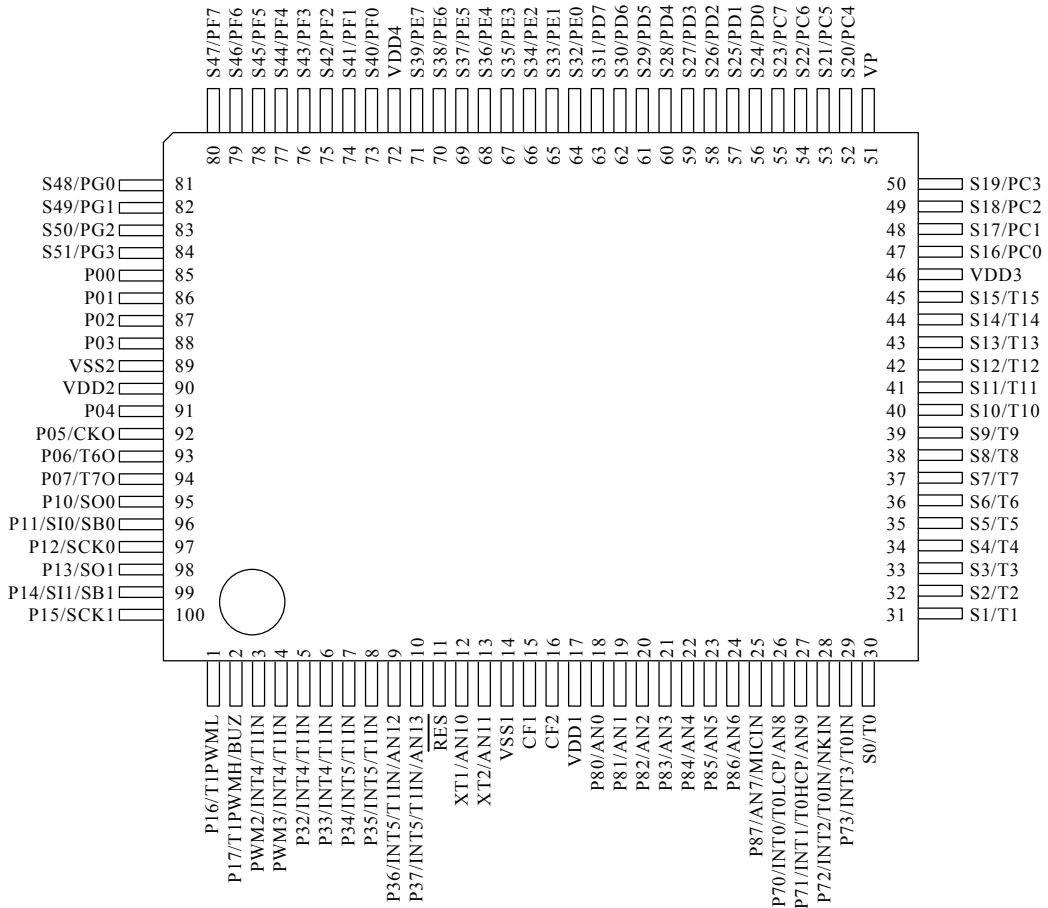 S47/PF7
S46/PF6
S45/PF5
S44/PF4
S43/PF3
S42/PF2
S41/PF1
S40/PF0
VDD4
S39/PE7
S38/PE6
S37/PE5
S36/PE4
S35/PE3
S34/PE2
S33/PE1
S32/PE0
S31/PD7
S30/PD6
S29/PD5
S28/PD4
S27/PD3
S26/PD2
S25/PD1
S24/PD0
S23/PC7
S22/PC6
S21/PC5
S20/PC4
VP
80
79
78
77
76
75
74
73
72
71
70
69
68
67
66
65
64
63
62
61
60
59
58
57
56
55
54
53
52
51
S48/PG0 81
S49/PG1 82
S50/PG2 83
S51/PG3 84
P00 85
P01 86
P02 87
P03 88
VSS2 89
VDD2 90
P04 91
P05/CKO 92
P06/T6O 93
P07/T7O 94
P10/SO0 95
P11/SI0/SB0 96
P12/SCK0 97
P13/SO1 98
P14/SI1/SB1 99
P15/SCK1 100
50 S19/PC3
49 S18/PC2
48 S17/PC1
47 S16/PC0
46 VDD3
45 S15/T15
44 S14/T14
43 S13/T13
42 S12/T12
41 S11/T11
40 S10/T10
39 S9/T9
38 S8/T8
37 S7/T7
36 S6/T6
35 S5/T5
34 S4/T4
33 S3/T3
32 S2/T2
31 S1/T1
1
2
3
4
5
6
7
8
9
10
11
12
13
14
15
16
17
18
19
20
21
22
23
24
25
26
27
28
29
30
P16/T1PWML
P17/T1PWMH/BUZ
PWM2/INT4/T1IN
PWM3/INT4/T1IN
P32/INT4/T1IN
P33/INT4/T1IN
P34/INT5/T1IN
P35/INT5/T1IN
P36/INT5/T1IN/AN12
P37/INT5/T1IN/AN13
RES
XT1/AN10
XT2/AN11
VSS1
CF1
CF2
VDD1
P80/AN0
P81/AN1
P82/AN2
P83/AN3
P84/AN4
P85/AN5
P86/AN6
P87/AN7/MICIN
P70/INT0/T0LCP/AN8
P71/INT1/T0HCP/AN9
P72/INT2/T0IN/NKIN
P73/INT3/T0IN
S0/T0